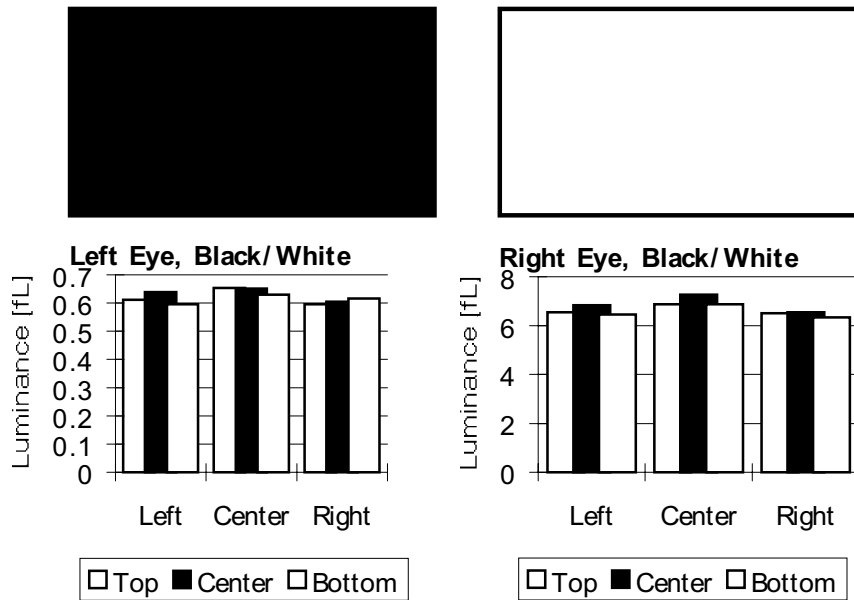 Left Eye, Black/White
Luminance [fL]
0.7
0.6
0.5
0.4
0.3
0.2
0.1
0
Left Center Right
Top Center Bottom
Right Eye, Black/White
Luminance [fL]
8
6
4
2
0
Left Center Right
Top Center Bottom